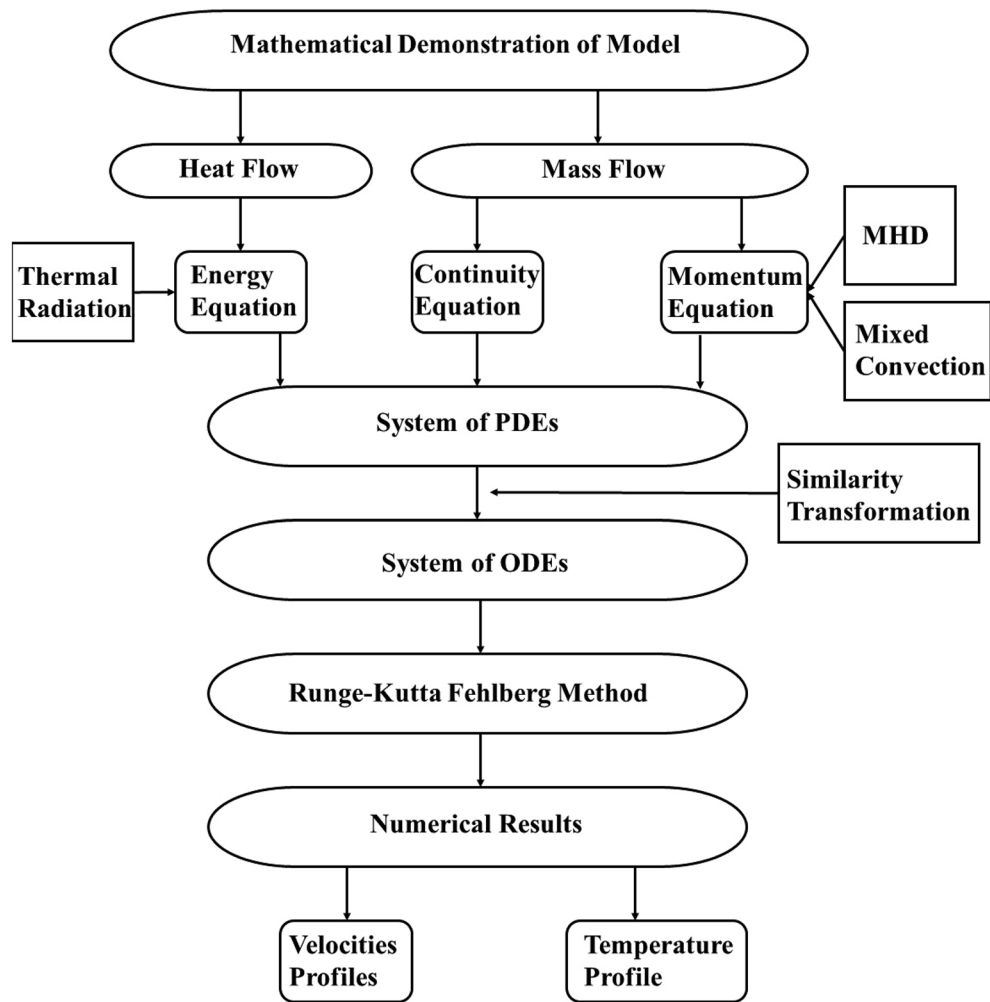 Mathematical Demonstration of Model
Heat Flow
Mass Flow
Thermal
Radiation
Energy
Equation
Continuity
Equation
Momentum
Equation
MHD
Mixed
Convection
System of PDEs
Similarity
Transformation
System of ODEs
Runge-Kutta Fehlberg Method
Numerical Results
Velocities
Profiles
Temperature
Profile